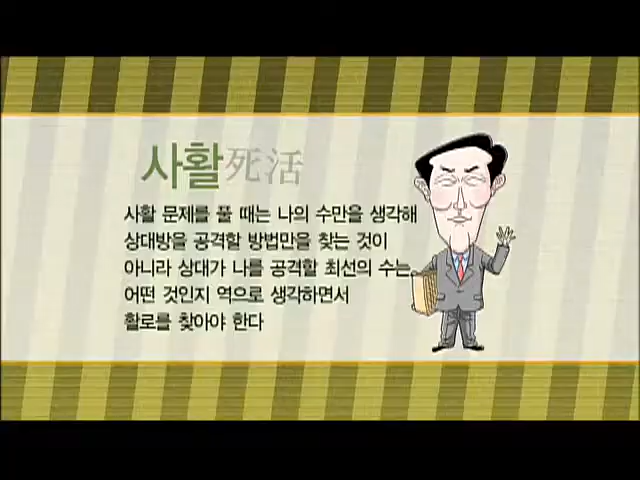 사활 死活
사활 문제를 풀 때는 나의 수만을 생각해
상대방을 공격할 방법만을 찾는 것이
아니라 상대가 나를 공격할 최선의 수는
어떤 것인지 역으로 생각하면서
활로를 찾아야 한다